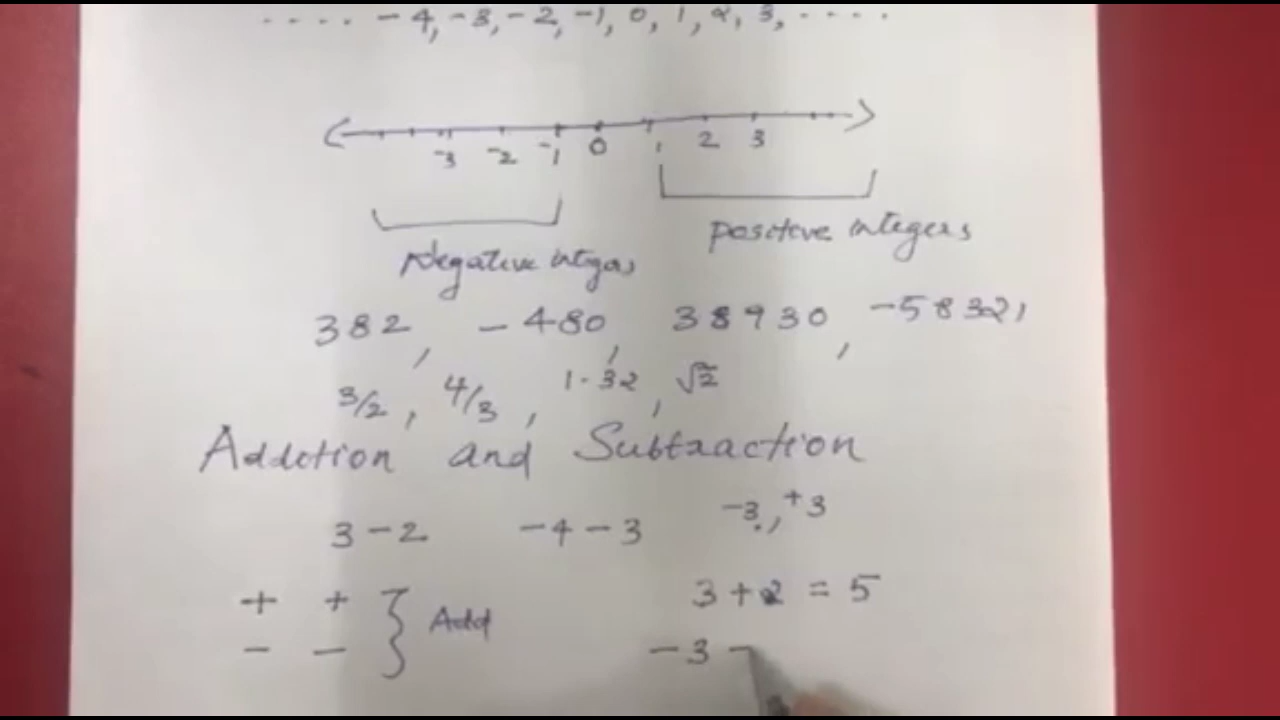 .... -4, -3, -2, -1, 0, 1, 2, 3, ....
-3 -2 -1 0 1 2 3
positive integers
Negative integers
382, -480, 38930, -58321
3/2, 4/3, 1.32, √2
Addition and Subtraction
3-2 -4-3 -3, +3
+ + } Add 3+2 = 5
- - -3 -